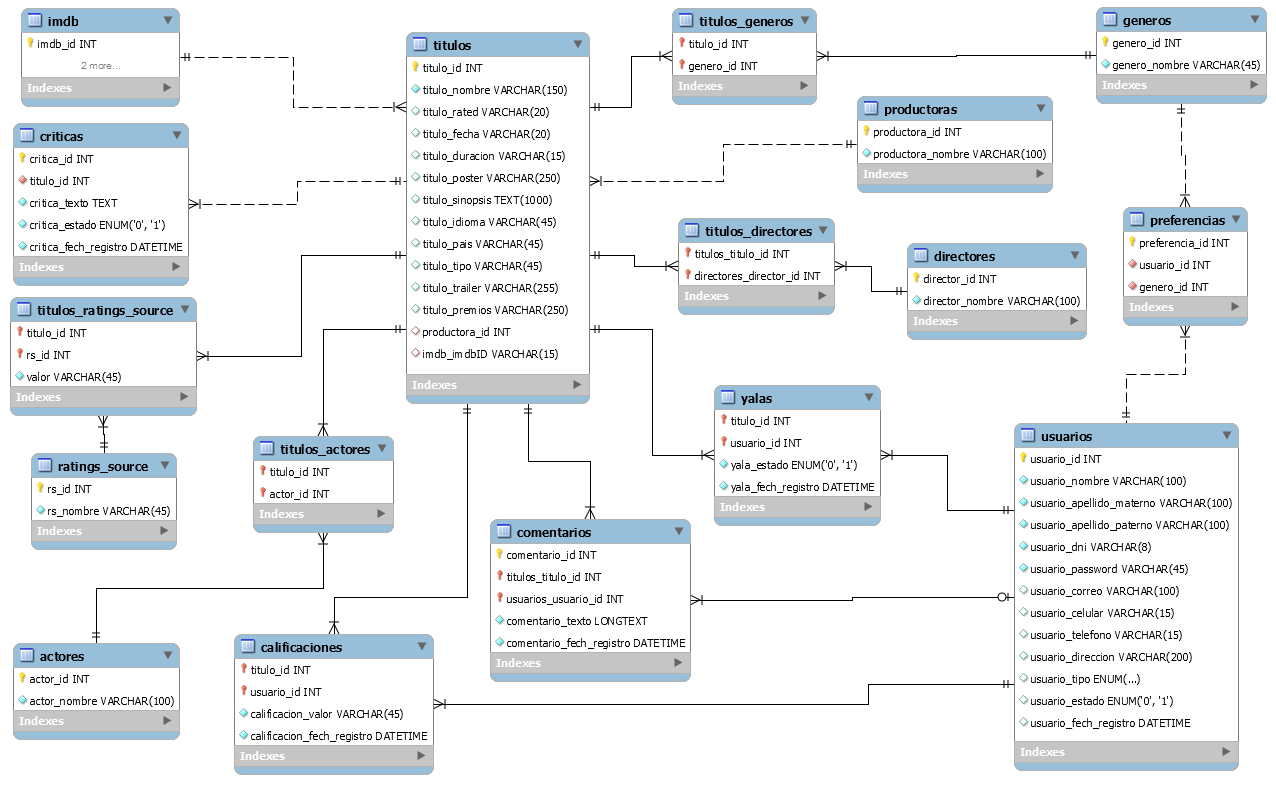 imdb
imdb_id INT
2 more...
Indexes
criticas
critica_id INT
titulo_id INT
critica_texto TEXT
critica_estado ENUM('0', '1')
critica_fech_registro DATETIME
Indexes
titulos_ratings_source
titulo_id INT
rs_id INT
valor VARCHAR(45)
Indexes
ratings_source
rs_id INT
rs_nombre VARCHAR(45)
Indexes
actores
actor_id INT
actor_nombre VARCHAR(100)
Indexes
titulos_actores
titulo_id INT
actor_id INT
Indexes
calificaciones
titulo_id INT
usuario_id INT
calificacion_valor VARCHAR(45)
calificacion_fech_registro DATETIME
Indexes
titulos
titulo_id INT
titulo_nombre VARCHAR(150)
titulo_rated VARCHAR(20)
titulo_fecha VARCHAR(20)
titulo_duracion VARCHAR(15)
titulo_poster VARCHAR(250)
titulo_sinopsis TEXT(1000)
titulo_idioma VARCHAR(45)
titulo_pais VARCHAR(45)
titulo_tipo VARCHAR(45)
titulo_trailer VARCHAR(255)
titulo_premios VARCHAR(250)
productora_id INT
imdb_imdbID VARCHAR(15)
Indexes
comentarios
comentario_id INT
titulos_titulo_id INT
usuarios_usuario_id INT
comentario_texto LONGTEXT
comentario_fech_registro DATETIME
Indexes
titulos_generos
titulo_id INT
genero_id INT
Indexes
productoras
productora_id INT
productora_nombre VARCHAR(100)
Indexes
titulos_directores
titulos_titulo_id INT
directores_director_id INT
Indexes
directores
director_id INT
director_nombre VARCHAR(100)
Indexes
yalas
titulo_id INT
usuario_id INT
yala_estado ENUM('0', '1')
yala_fech_registro DATETIME
Indexes
generos
genero_id INT
genero_nombre VARCHAR(45)
Indexes
preferencias
preferencia_id INT
usuario_id INT
genero_id INT
Indexes
usuarios
usuario_id INT
usuario_nombre VARCHAR(100)
usuario_apellido_materno VARCHAR(100)
usuario_apellido_paterno VARCHAR(100)
usuario_dni VARCHAR(8)
usuario_password VARCHAR(45)
usuario_correo VARCHAR(100)
usuario_celular VARCHAR(15)
usuario_telefono VARCHAR(15)
usuario_direccion VARCHAR(200)
usuario_tipo ENUM(...)
usuario_estado ENUM('0', '1')
usuario_fech_registro DATETIME
Indexes